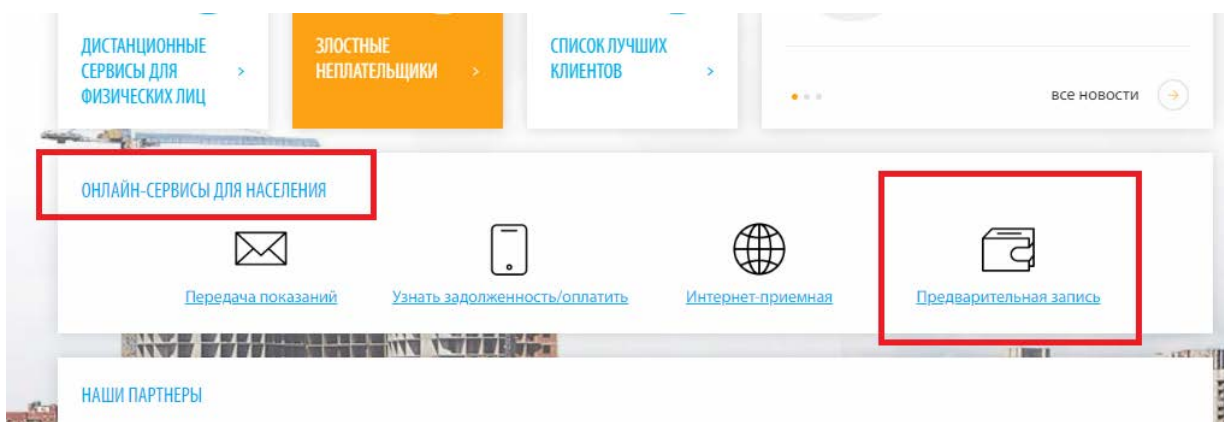 ДИСТАНЦИОННЫЕ
СЕРВИСЫ ДЛЯ >
ФИЗИЧЕСКИХ ЛИЦ
ЗЛОСТНЫЕ
НЕПЛАТЕЛЬЩИКИ >
СПИСОК ЛУЧШИХ
КЛИЕНТОВ >
все новости
ОНЛАЙН-СЕРВИСЫ ДЛЯ НАСЕЛЕНИЯ
Передача показаний
Узнать задолженность/оплатить
Интернет-приемная
Предварительная запись
НАШИ ПАРТНЕРЫ